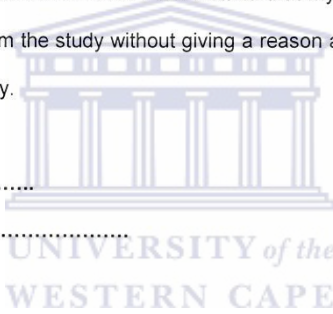 m the study without giving a reason a
y.
......
........................
UNIVERSITY of the
WESTERN CAPE